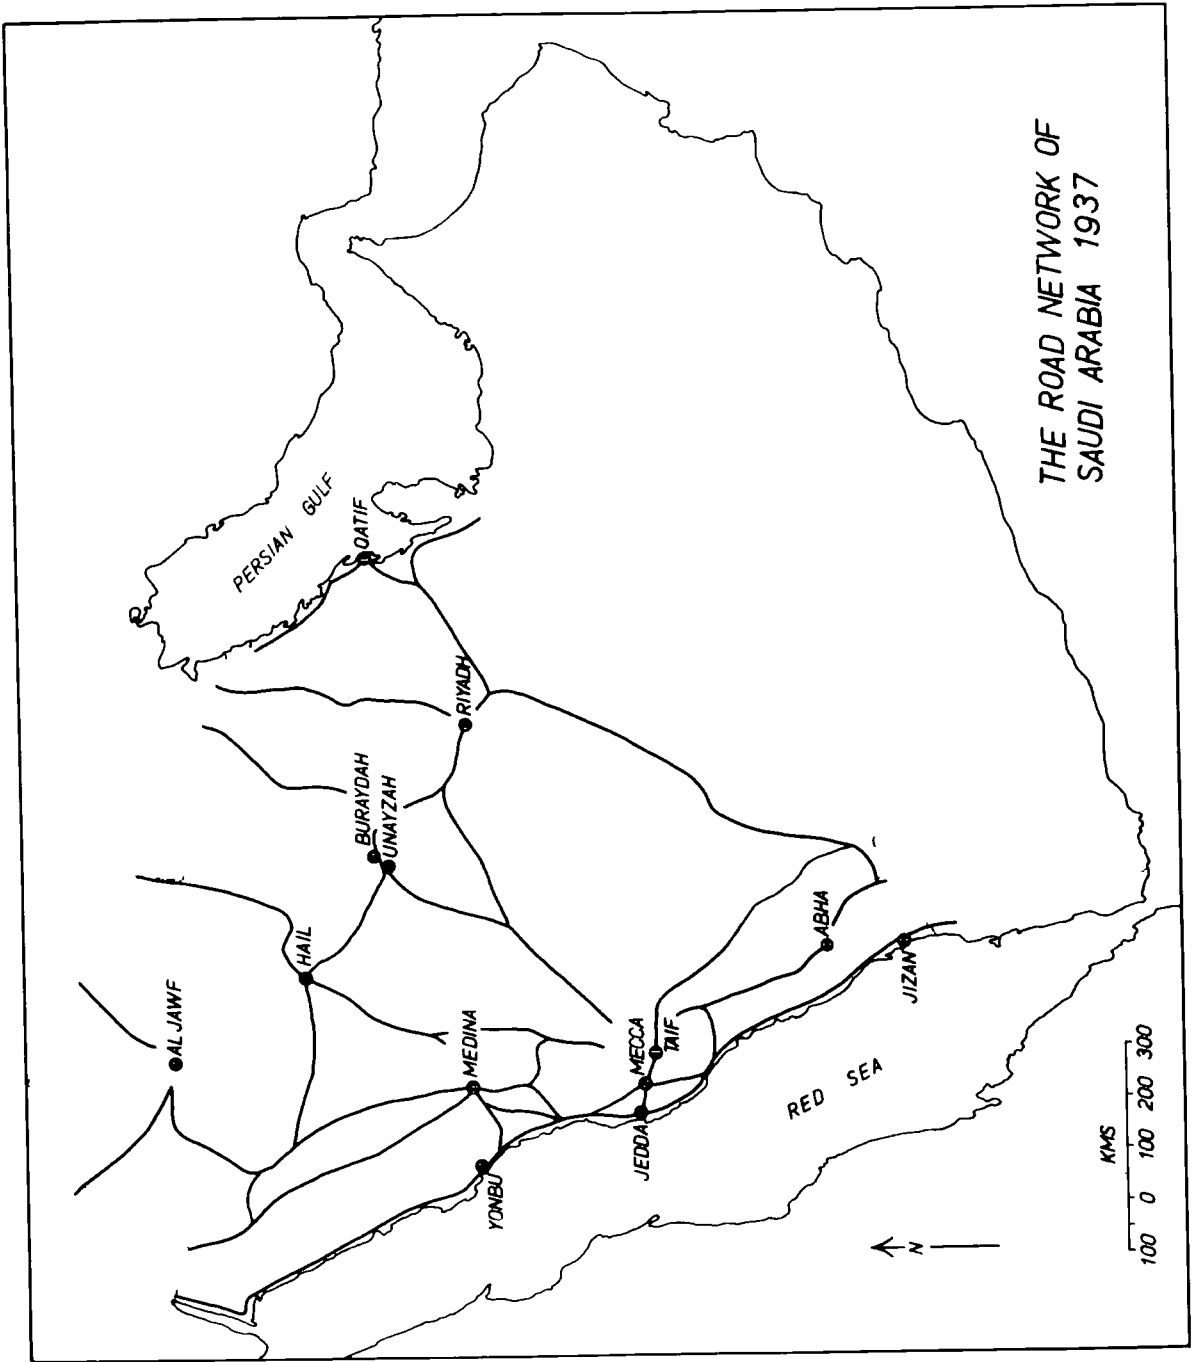 THE ROAD NETWORK OF
SAUDI ARABIA 1937
PERSIAN GULF
QATIF
RIYADH
BURAYDAH
UNAYZAH
HAIL
AL JAWF
MEDINA
YONBU
MECCA
TAIF
JEDDA
ABHA
JIZAN
RED SEA
N
KMS
100 0 100 200 300